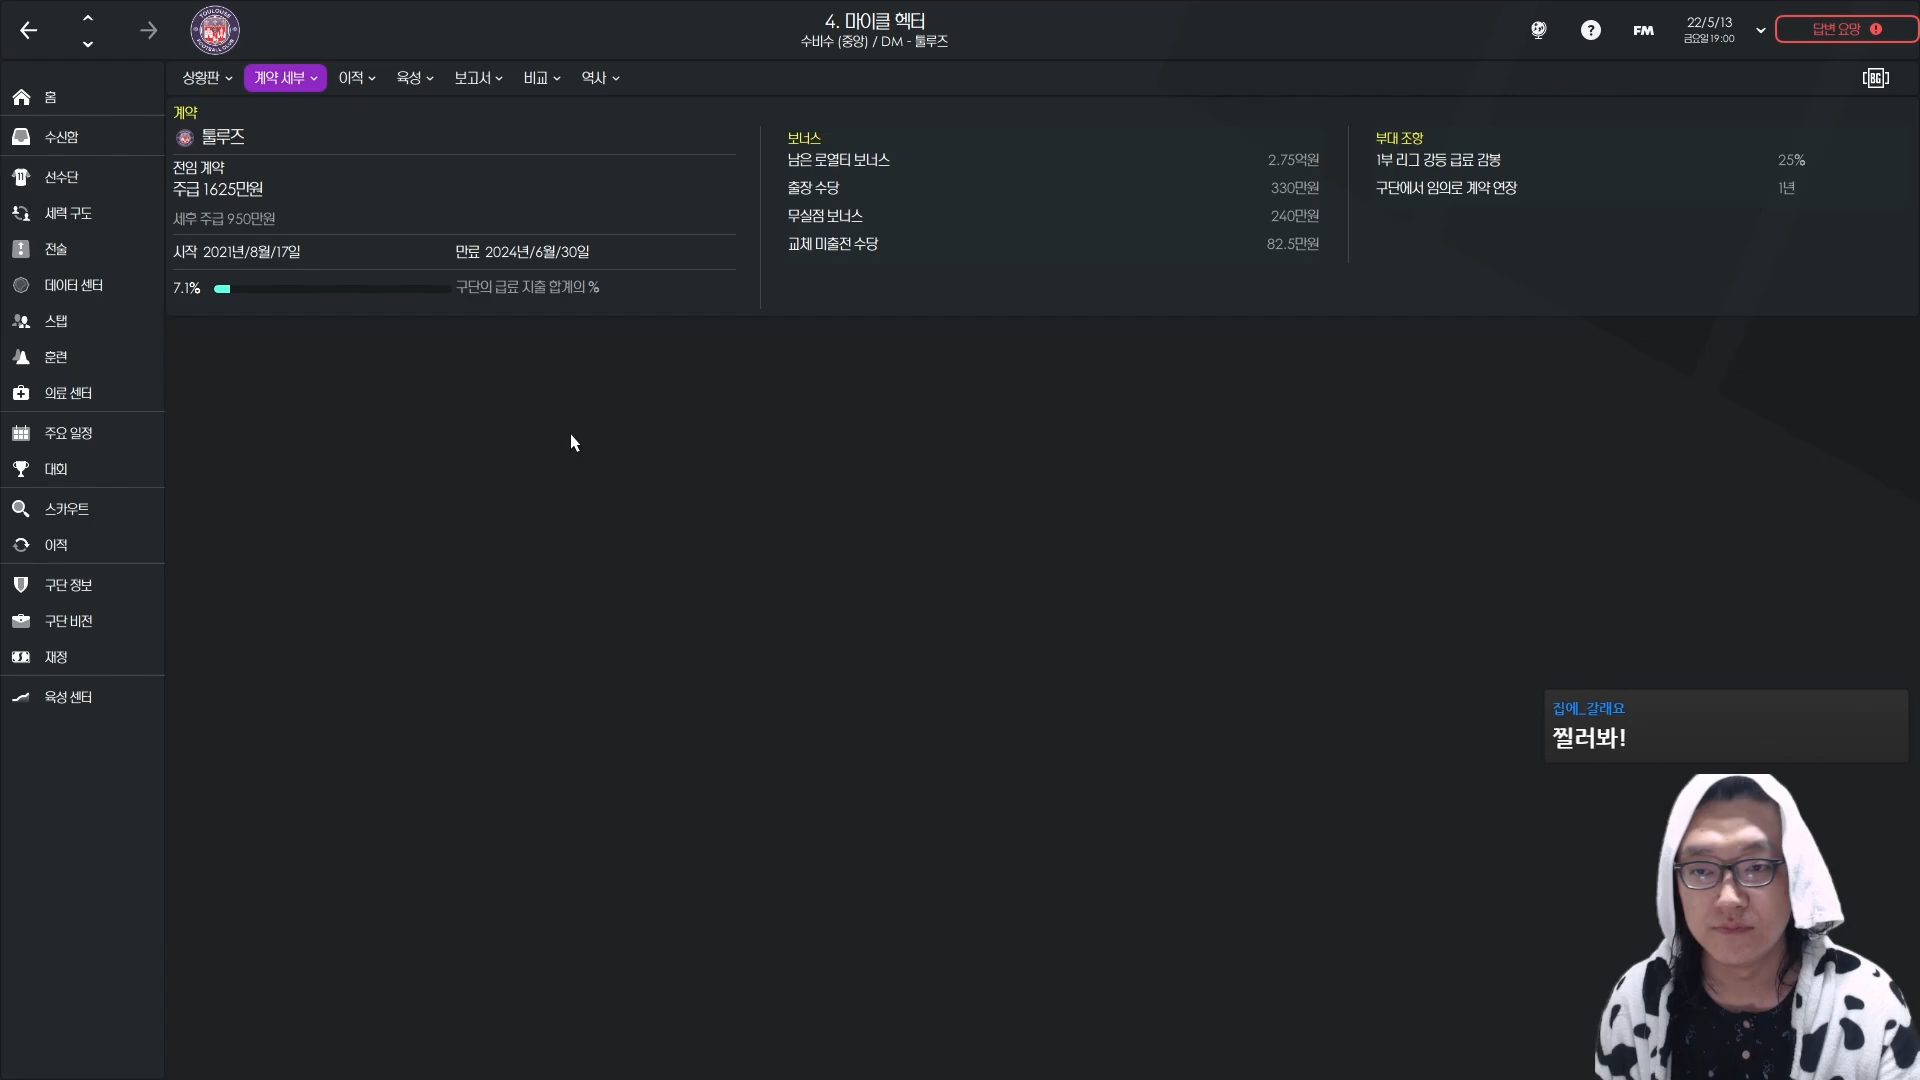 4. 마이클 헥터
수비수 (중앙) / DM - 툴루즈
FM
22/5/13
금요일 19:00
답변 요망
TOULOUSE
FOOTBALL CLUB
상황판
계약 세부
이적
육성
보고서
비교
역사
BG
홈
수신함
선수단
세력 구도
전술
데이터 센터
스탭
훈련
의료 센터
주요 일정
대회
스카우트
이적
구단 정보
구단 비전
재정
육성 센터
계약
툴루즈
전임 계약
주급 1625만원
세후 주급 950만원
시작 2021년/8월/17일
만료 2024년/6월/30일
7.1%
구단의 급료 지출 합계의 %
보너스
남은 로열티 보너스 2.75억원
출장 수당 330만원
무실점 보너스 240만원
교체 미출전 수당 82.5만원
부대 조항
1부 리그 강등 급료 감봉 25%
구단에서 임의로 계약 연장 1년
집에_갈래요
찔러봐!